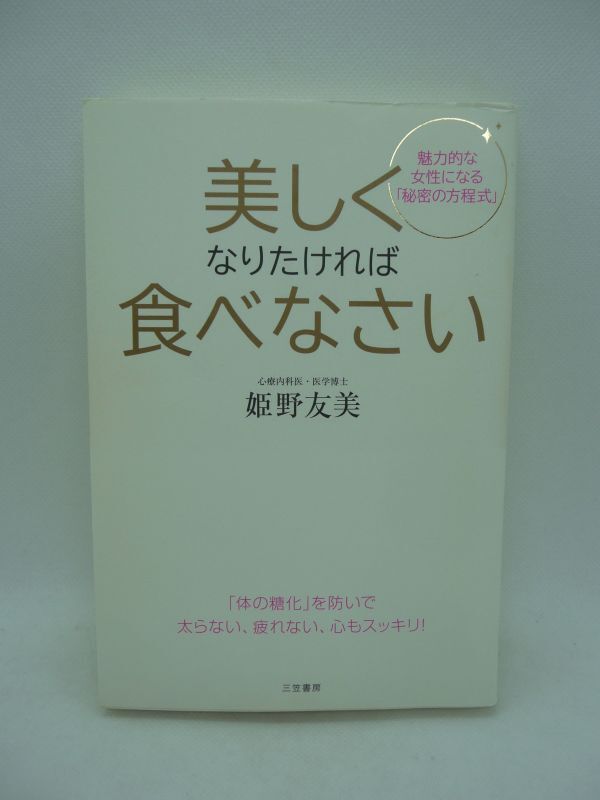 魅力的な
女性になる
「秘密の方程式」
美しく
なりたければ
食べなさい
心療内科医・医学博士
姫野友美
「体の糖化」を防いで
太らない、疲れない、心もスッキリ!
三笠書房